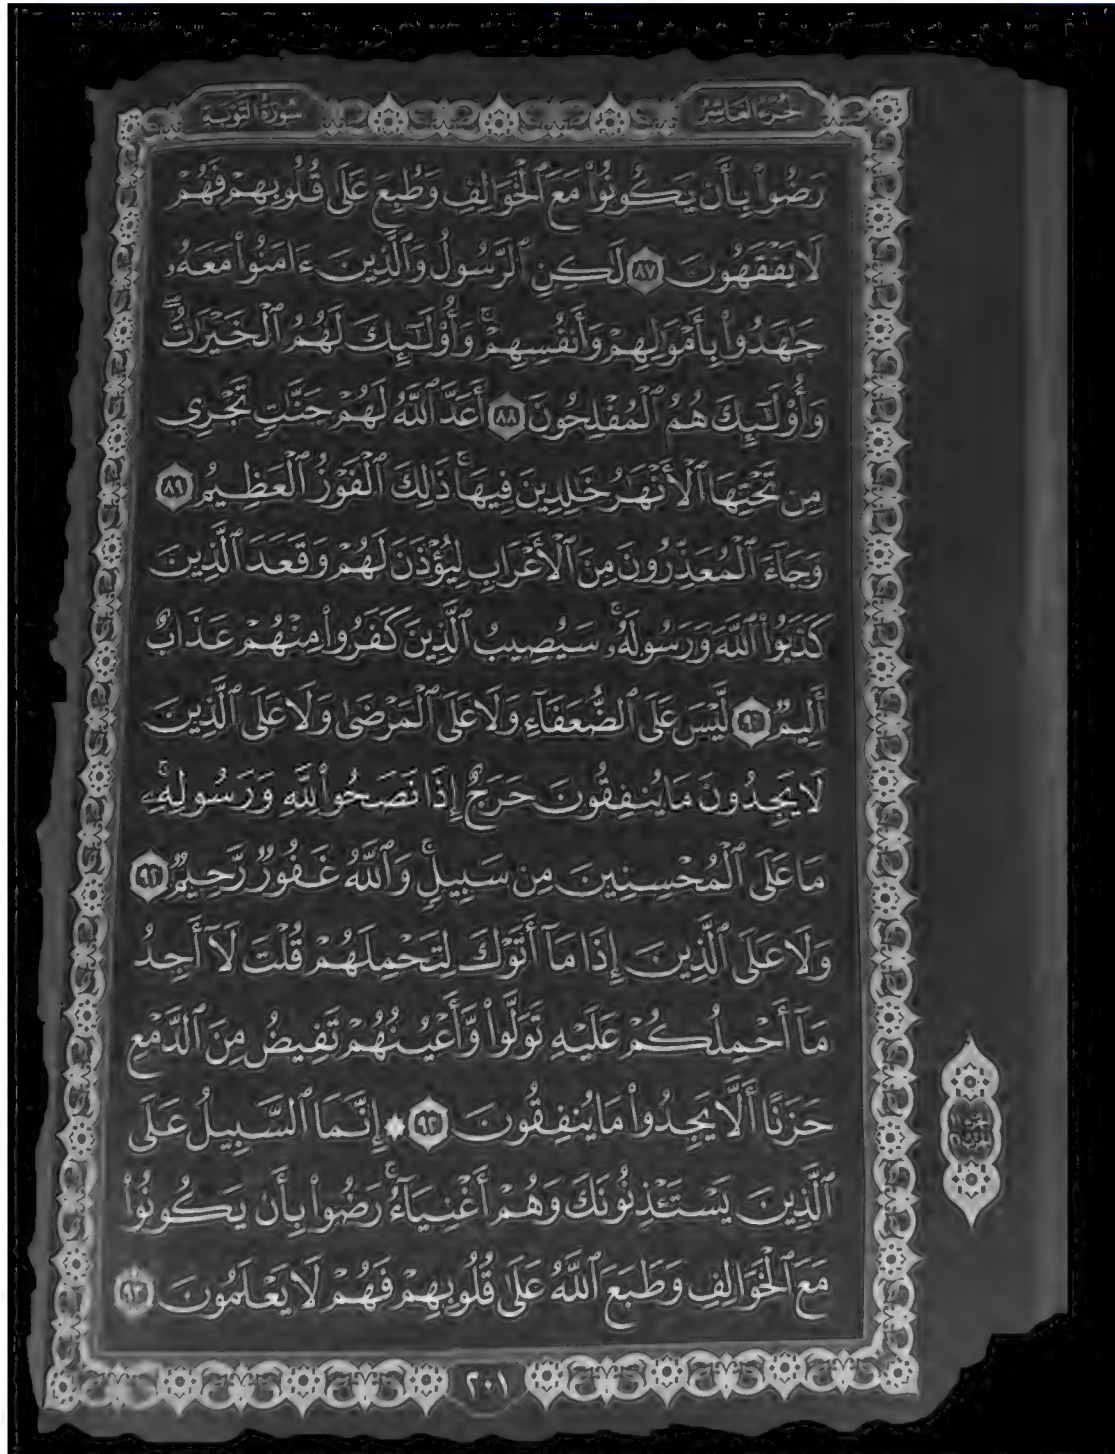 الجزء العاشر
سورة التوبة
رَضُوا۟ بِأَن يَكُونُوا۟ مَعَ ٱلْخَوَالِفِ وَطُبِعَ عَلَىٰ قُلُوبِهِمْ فَهُمْ
لَا يَفْقَهُونَ ٨٧ لَٰكِنِ ٱلرَّسُولُ وَٱلَّذِينَ ءَامَنُوا۟ مَعَهُۥ
جَٰهَدُوا۟ بِأَمْوَٰلِهِمْ وَأَنفُسِهِمْ ۚ وَأُو۟لَٰٓئِكَ لَهُمُ ٱلْخَيْرَٰتُ ۖ
وَأُو۟لَٰٓئِكَ هُمُ ٱلْمُفْلِحُونَ ٨٨ أَعَدَّ ٱللَّهُ لَهُمْ جَنَّٰتٍ تَجْرِى
مِن تَحْتِهَا ٱلْأَنْهَٰرُ خَٰلِدِينَ فِيهَا ۚ ذَٰلِكَ ٱلْفَوْزُ ٱلْعَظِيمُ ٨٩
وَجَآءَ ٱلْمُعَذِّرُونَ مِنَ ٱلْأَعْرَابِ لِيُؤْذَنَ لَهُمْ وَقَعَدَ ٱلَّذِينَ
كَذَبُوا۟ ٱللَّهَ وَرَسُولَهُۥ ۚ سَيُصِيبُ ٱلَّذِينَ كَفَرُوا۟ مِنْهُمْ عَذَابٌ
أَلِيمٌ ٩٠ لَّيْسَ عَلَى ٱلضُّعَفَآءِ وَلَا عَلَى ٱلْمَرْضَىٰ وَلَا عَلَى ٱلَّذِينَ
لَا يَجِدُونَ مَا يُنفِقُونَ حَرَجٌ إِذَا نَصَحُوا۟ لِلَّهِ وَرَسُولِهِۦ ۚ
مَا عَلَى ٱلْمُحْسِنِينَ مِن سَبِيلٍ ۚ وَٱللَّهُ غَفُورٌ رَّحِيمٌ ٩١
وَلَا عَلَى ٱلَّذِينَ إِذَا مَآ أَتَوْكَ لِتَحْمِلَهُمْ قُلْتَ لَآ أَجِدُ
مَآ أَحْمِلُكُمْ عَلَيْهِ تَوَلَّوا۟ وَّأَعْيُنُهُمْ تَفِيضُ مِنَ ٱلدَّمْعِ
حَزَنًا أَلَّا يَجِدُوا۟ مَا يُنفِقُونَ ٩٢ إِنَّمَا ٱلسَّبِيلُ عَلَى
ٱلَّذِينَ يَسْتَـْٔذِنُونَكَ وَهُمْ أَغْنِيَآءُ ۚ رَضُوا۟ بِأَن يَكُونُوا۟
مَعَ ٱلْخَوَالِفِ وَطَبَعَ ٱللَّهُ عَلَىٰ قُلُوبِهِمْ فَهُمْ لَا يَعْلَمُونَ ٩٣
٢٠١